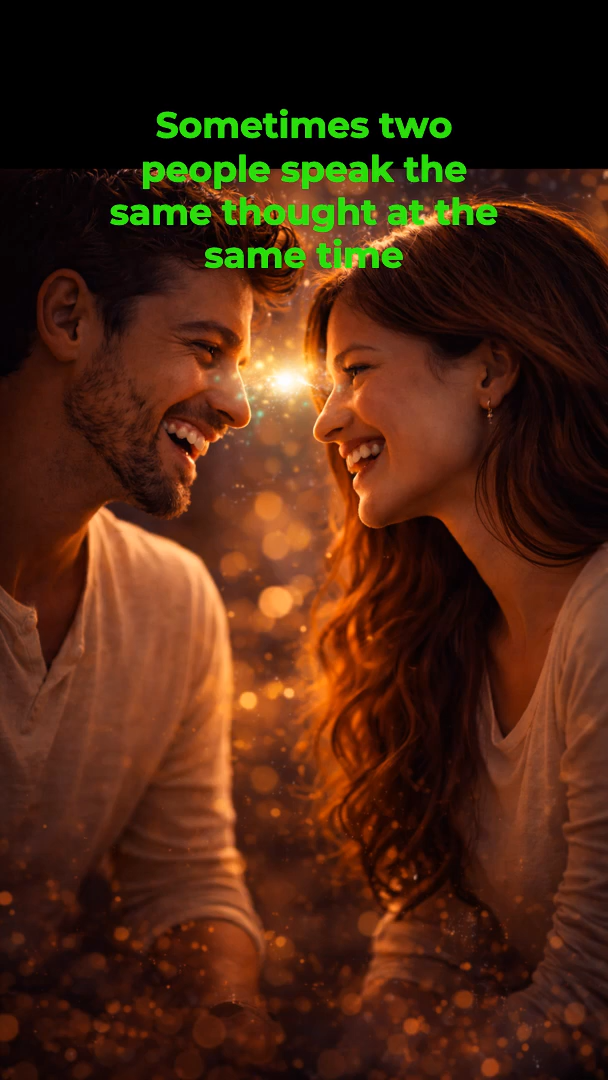 Sometimes two
people speak the
same thought at the
same time